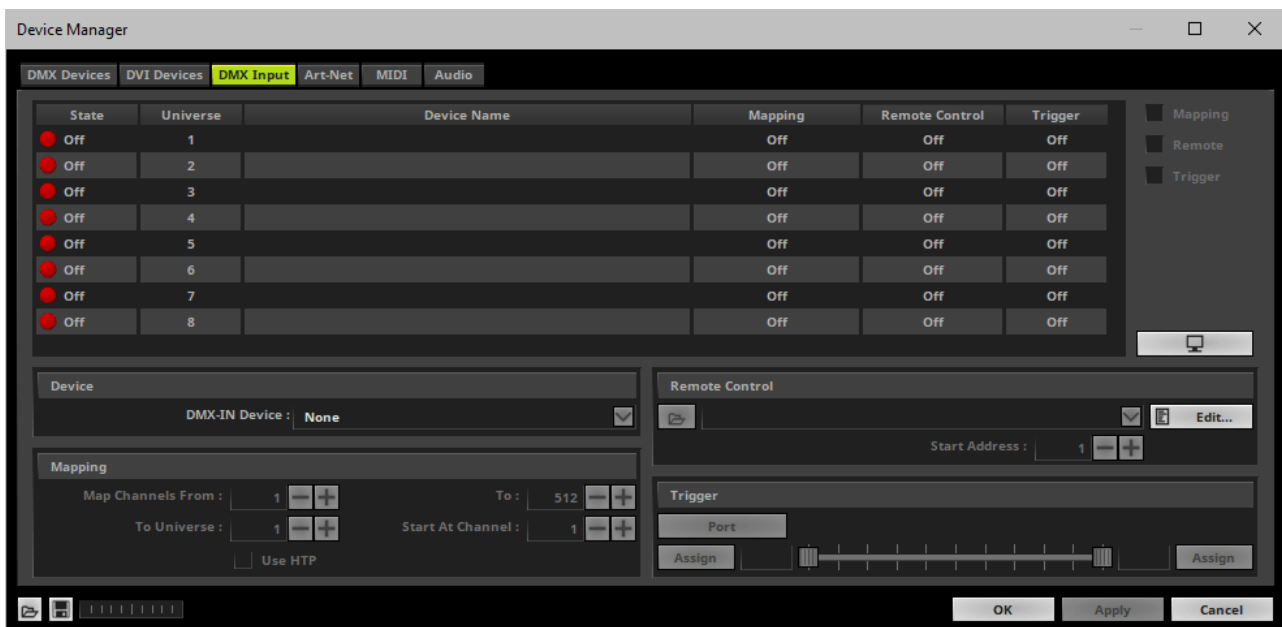 Device Manager
DMX Devices DVI Devices DMX Input Art-Net MIDI Audio
State Universe Device Name Mapping Remote Control Trigger
Off 1 Off Off Off
Off 2 Off Off Off
Off 3 Off Off Off
Off 4 Off Off Off
Off 5 Off Off Off
Off 6 Off Off Off
Off 7 Off Off Off
Off 8 Off Off Off
Mapping
Remote
Trigger
Device
DMX-IN Device : None
Mapping
Map Channels From : 1 To : 512
To Universe : 1 Start At Channel : 1
Use HTP
Remote Control
Edit...
Start Address : 1
Trigger
Port
Assign Assign
OK Apply Cancel